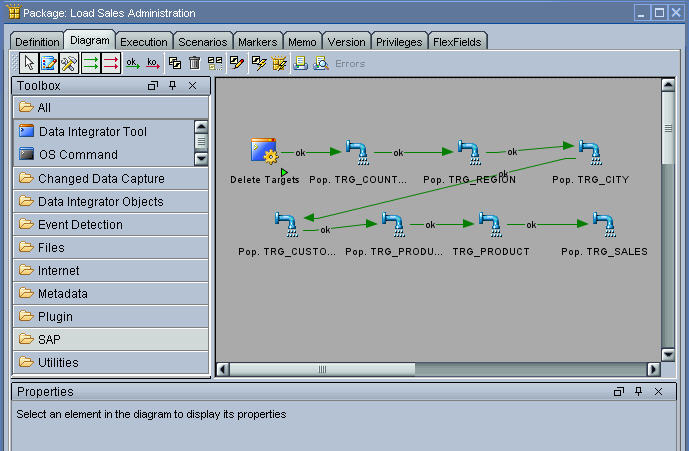 Package: Load Sales Administration
Definition Diagram Execution Scenarios Markers Memo Version Privileges FlexFields
ok ko Errors
Toolbox
All
Data Integrator Tool
OS Command
Changed Data Capture
Data Integrator Objects
Event Detection
Files
Internet
Metadata
Plugin
SAP
Utilities
ok ok ok
Delete Targets Pop. TRG_COUNT... Pop. TRG_REGION Pop. TRG_CITY
ok
ok ok ok
Pop. TRG_CUSTO... Pop. TRG_PRODU... TRG_PRODUCT Pop. TRG_SALES
Properties
Select an element in the diagram to display its properties